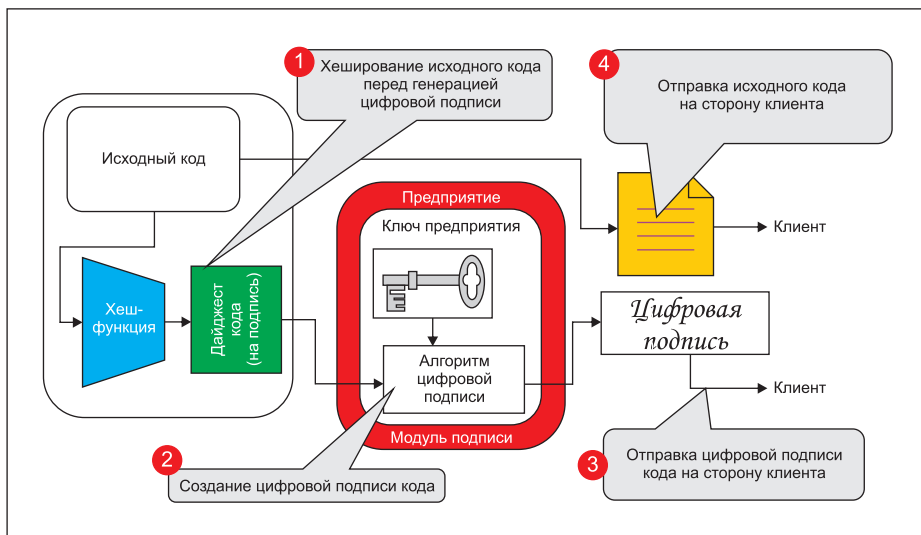 1
Хеширование исходного кода
перед генерацией
цифровой подписи
4
Отправка исходного кода
на сторону клиента
Исходный код
Предприятие
Ключ предприятия
Клиент
Хеш-
функция
Дайджест
кода
(на подпись)
Цифровая
подпись
Алгоритм
цифровой
подписи
Клиент
Модуль подписи
2
Создание цифровой подписи кода
3
Отправка цифровой подписи
кода на сторону клиента